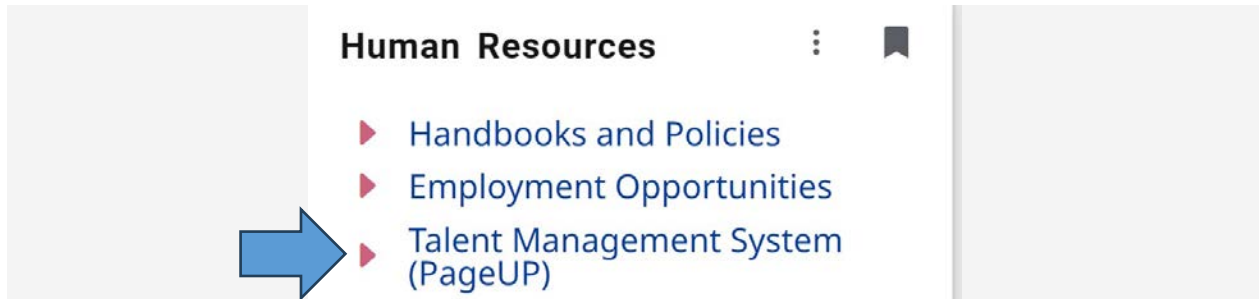 Human Resources
Handbooks and Policies
Employment Opportunities
Talent Management System
(PageUP)